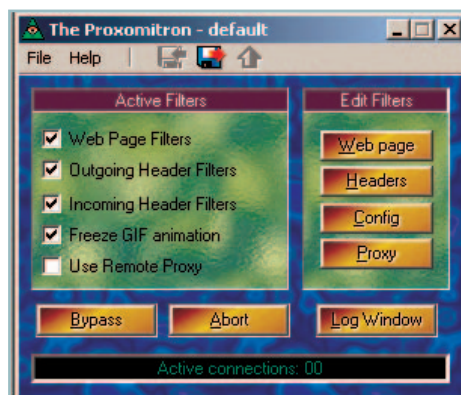 The Proxomitron - default
File Help
Active Filters
Web Page Filters
Outgoing Header Filters
Incoming Header Filters
Freeze GIF animation
Use Remote Proxy
Edit Filters
Web page
Headers
Config
Proxy
Bypass
Abort
Log Window
Active connections: 00